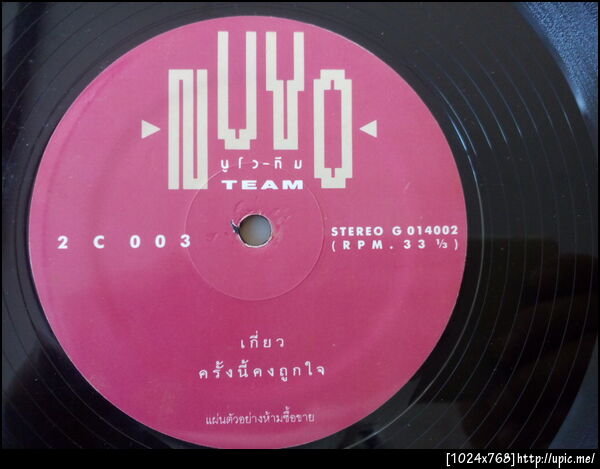 NUVO
นูโว-ทีม
TEAM
2 C 003
STEREO G 014002
(RPM. 33 ⅓)
เกี่ยว
ครั้งนี้คงถูกใจ
แผ่นตัวอย่างห้ามซื้อขาย
[1024x768]http://upic.me/